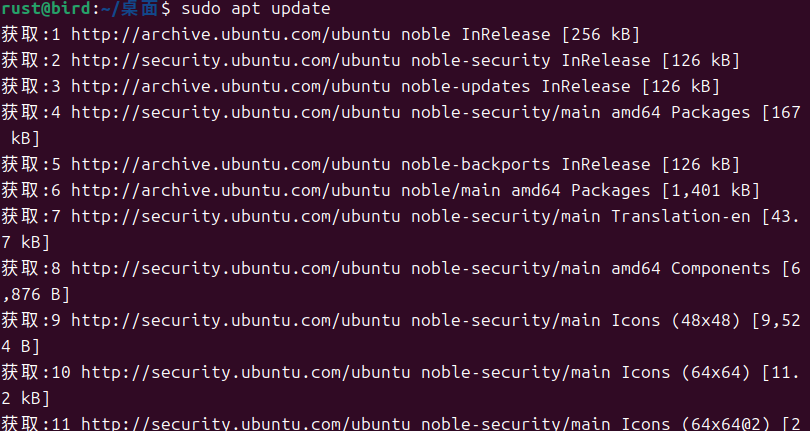 rust@bird:~/桌面$ sudo apt update
获取:1 http://archive.ubuntu.com/ubuntu noble InRelease [256 kB]
获取:2 http://security.ubuntu.com/ubuntu noble-security InRelease [126 kB]
获取:3 http://archive.ubuntu.com/ubuntu noble-updates InRelease [126 kB]
获取:4 http://security.ubuntu.com/ubuntu noble-security/main amd64 Packages [167
 kB]
获取:5 http://archive.ubuntu.com/ubuntu noble-backports InRelease [126 kB]
获取:6 http://archive.ubuntu.com/ubuntu noble/main amd64 Packages [1,401 kB]
获取:7 http://security.ubuntu.com/ubuntu noble-security/main Translation-en [43.
7 kB]
获取:8 http://security.ubuntu.com/ubuntu noble-security/main amd64 Components [6
,876 B]
获取:9 http://security.ubuntu.com/ubuntu noble-security/main Icons (48x48) [9,52
4 B]
获取:10 http://security.ubuntu.com/ubuntu noble-security/main Icons (64x64) [11.
2 kB]
获取:11 http://security.ubuntu.com/ubuntu noble-security/main Icons (64x64@2) [2